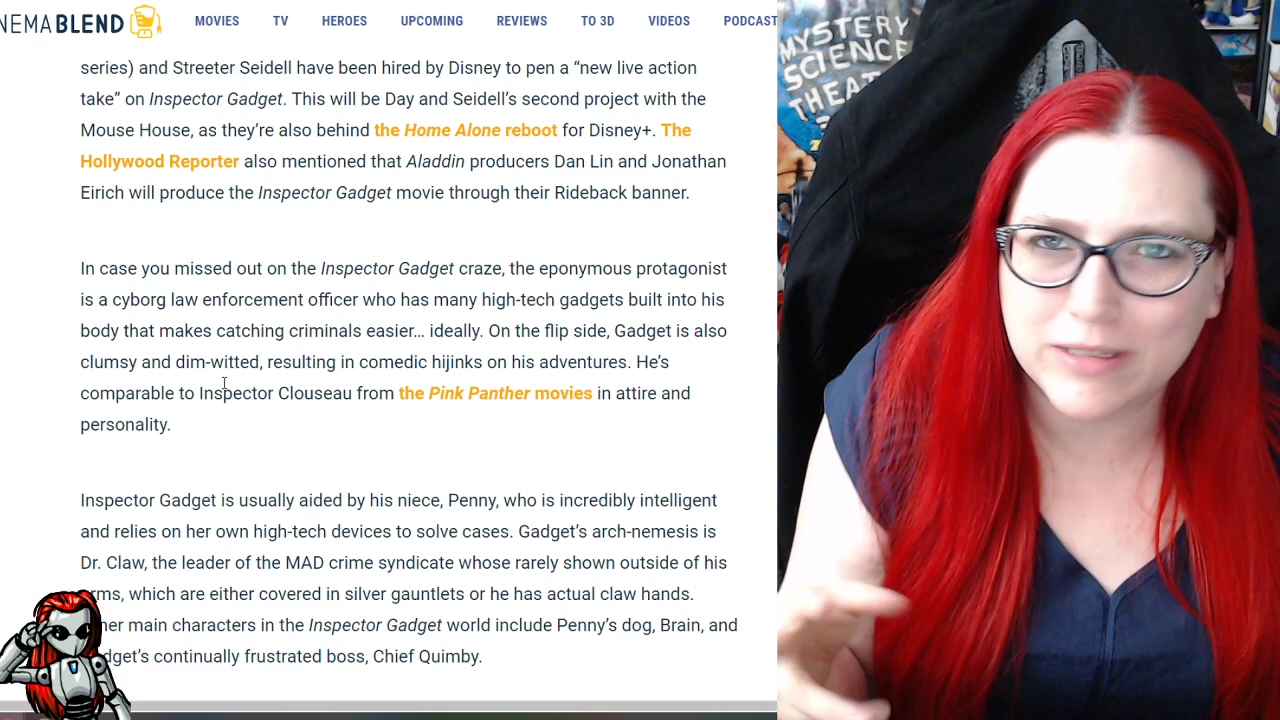 NEMABLEND
MOVIES TV HEROES UPCOMING REVIEWS TO 3D VIDEOS PODCAST
series) and Streeter Seidell have been hired by Disney to pen a “new live action
take” on Inspector Gadget. This will be Day and Seidell’s second project with the
Mouse House, as they’re also behind the Home Alone reboot for Disney+. The
Hollywood Reporter also mentioned that Aladdin producers Dan Lin and Jonathan
Eirich will produce the Inspector Gadget movie through their Rideback banner.
In case you missed out on the Inspector Gadget craze, the eponymous protagonist
is a cyborg law enforcement officer who has many high-tech gadgets built into his
body that makes catching criminals easier… ideally. On the flip side, Gadget is also
clumsy and dim-witted, resulting in comedic hijinks on his adventures. He’s
comparable to Inspector Clouseau from the Pink Panther movies in attire and
personality.
Inspector Gadget is usually aided by his niece, Penny, who is incredibly intelligent
and relies on her own high-tech devices to solve cases. Gadget’s arch-nemesis is
Dr. Claw, the leader of the MAD crime syndicate whose rarely shown outside of his
rms, which are either covered in silver gauntlets or he has actual claw hands.
her main characters in the Inspector Gadget world include Penny’s dog, Brain, and
dget’s continually frustrated boss, Chief Quimby.
MYSTERY
SCIENCE
THEAT